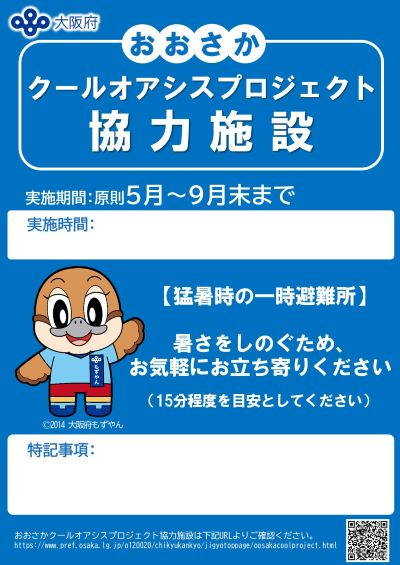 大阪府
おおさか
クールオアシスプロジェクト
協力施設
実施期間：原則5月～9月末まで
実施時間：
【猛暑時の一時避難所】
暑さをしのぐため、
お気軽にお立ち寄りください
（15分程度を目安としてください）
もずやん
©2014 大阪府もずやん
特記事項：
おおさかクールオアシスプロジェクト協力施設は下記URLよりご確認ください。
https://www.pref.osaka.lg.jp/o120020/chikyukankyo/jigyotoppage/oosakacoolproject.html